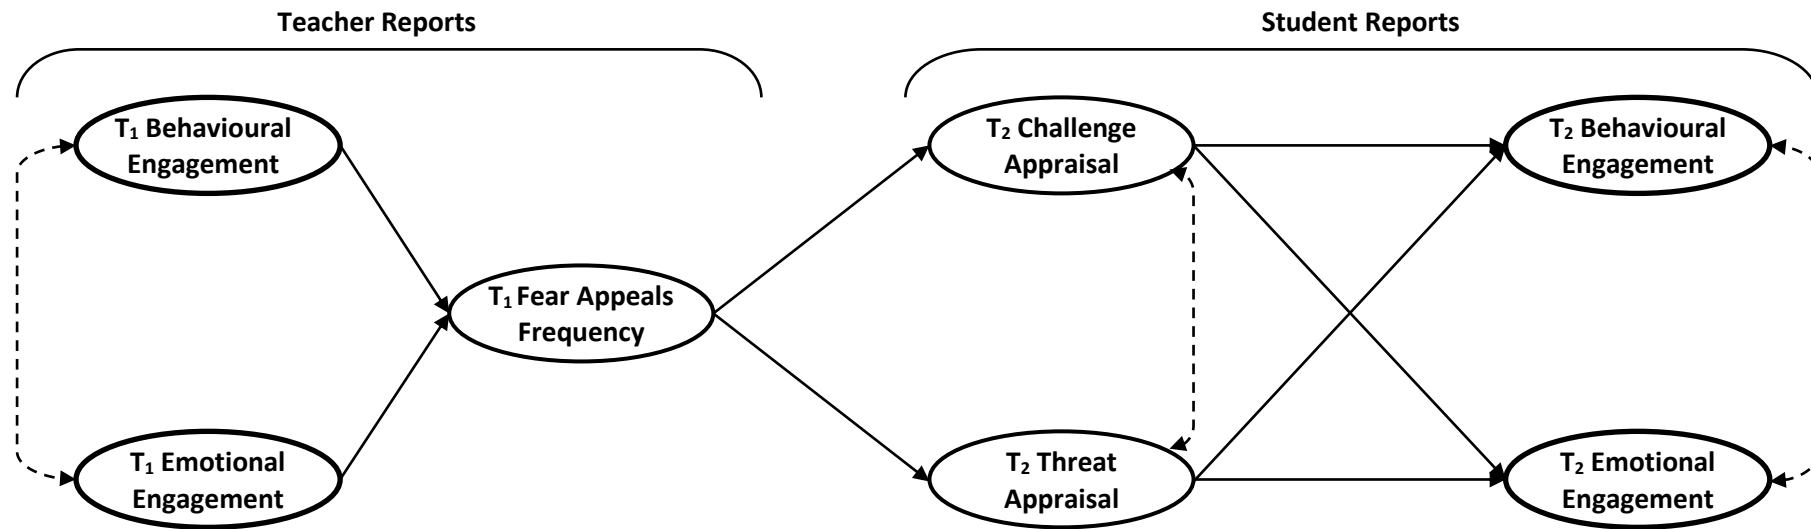 Teacher Reports
Student Reports
T₁ Behavioural
Engagement
T₂ Challenge
Appraisal
T₂ Behavioural
Engagement
T₁ Fear Appeals
Frequency
T₁ Emotional
Engagement
T₂ Threat
Appraisal
T₂ Emotional
Engagement